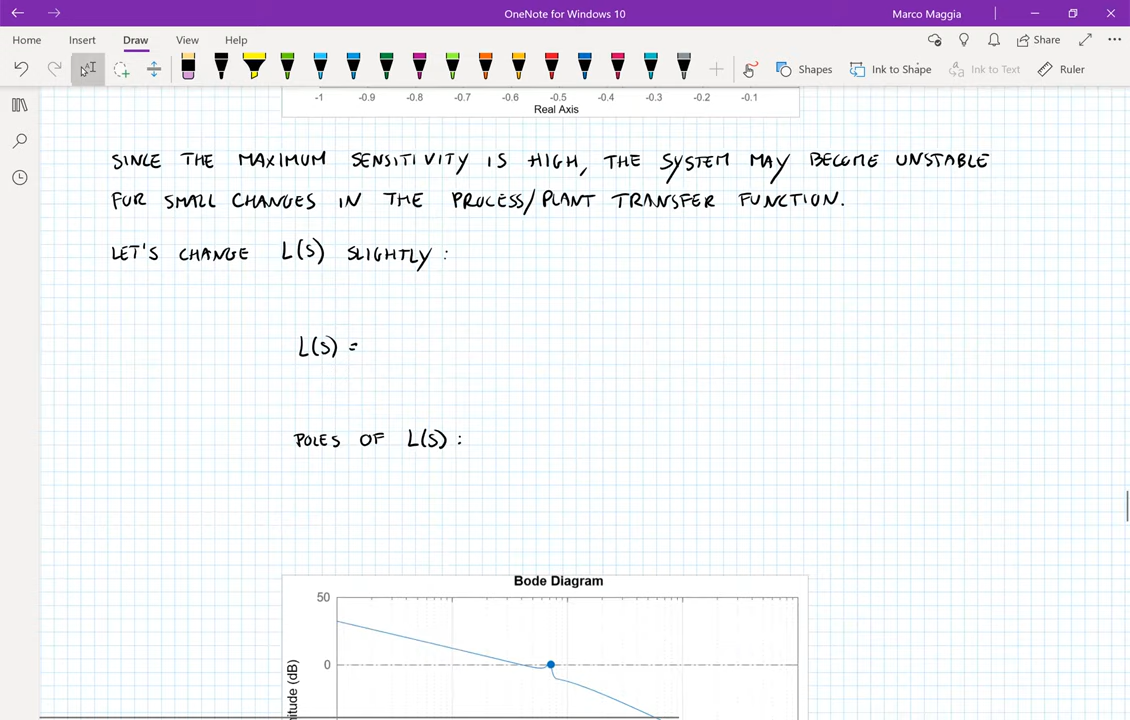 OneNote for Windows 10
Marco Maggia
Home
Insert
Draw
View
Help
Share
Shapes
Ink to Shape
Ink to Text
Ruler
-1 -0.9 -0.8 -0.7 -0.6 -0.5 -0.4 -0.3 -0.2 -0.1
Real Axis
SINCE THE MAXIMUM SENSITIVITY IS HIGH, THE SYSTEM MAY BECOME UNSTABLE
FOR SMALL CHANGES IN THE PROCESS/PLANT TRANSFER FUNCTION.
LET'S CHANGE L(S) SLIGHTLY :
L(S) =
POLES OF L(S) :
Bode Diagram
50
0